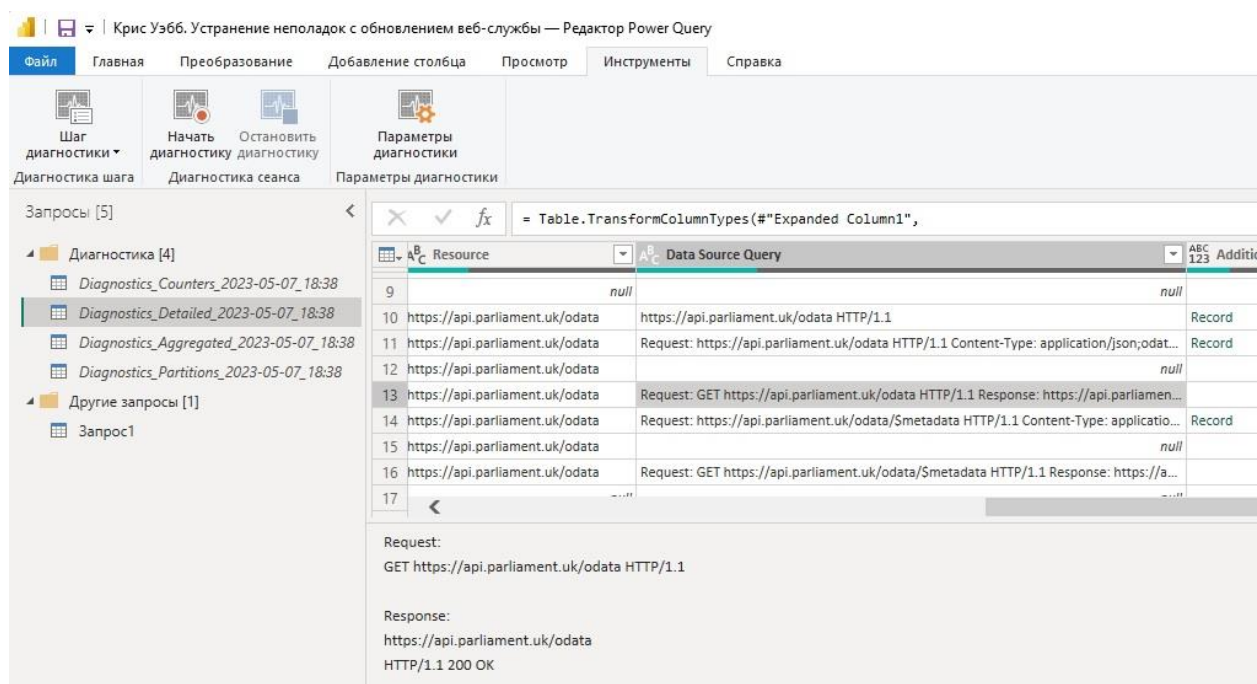 Крис Уэбб. Устранение неполадок с обновлением веб-службы — Редактор Power Query
Файл Главная Преобразование Добавление столбца Просмотр Инструменты Справка
Шаг диагностики
Начать диагностику
Остановить диагностику
Параметры диагностики
Диагностика шага Диагностика сеанса Параметры диагностики
Запросы [5]
fx = Table.TransformColumnTypes(#"Expanded Column1",
Диагностика [4]
Diagnostics_Counters_2023-05-07_18:38
Diagnostics_Detailed_2023-05-07_18:38
Diagnostics_Aggregated_2023-05-07_18:38
Diagnostics_Partitions_2023-05-07_18:38
Другие запросы [1]
Запрос1
ABC Resource ABC Data Source Query ABC 123 Additic
9 null null
10 https://api.parliament.uk/odata https://api.parliament.uk/odata HTTP/1.1 Record
11 https://api.parliament.uk/odata Request: https://api.parliament.uk/odata HTTP/1.1 Content-Type: application/json;odat... Record
12 https://api.parliament.uk/odata null
13 https://api.parliament.uk/odata Request: GET https://api.parliament.uk/odata HTTP/1.1 Response: https://api.parliamen...
14 https://api.parliament.uk/odata Request: https://api.parliament.uk/odata/$metadata HTTP/1.1 Content-Type: applicatio... Record
15 https://api.parliament.uk/odata null
16 https://api.parliament.uk/odata Request: GET https://api.parliament.uk/odata/$metadata HTTP/1.1 Response: https://a...
17 null null
Request:
GET https://api.parliament.uk/odata HTTP/1.1
Response:
https://api.parliament.uk/odata
HTTP/1.1 200 OK